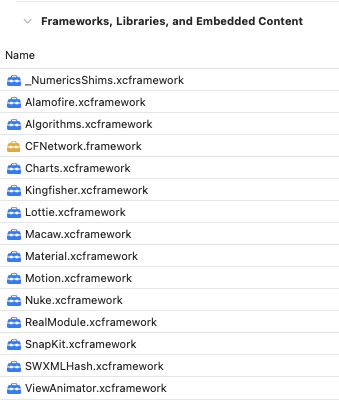 Frameworks, Libraries, and Embedded Content
Name
_NumericsShims.xcframework
Alamofire.xcframework
Algorithms.xcframework
CFNetwork.framework
Charts.xcframework
Kingfisher.xcframework
Lottie.xcframework
Macaw.xcframework
Material.xcframework
Motion.xcframework
Nuke.xcframework
RealModule.xcframework
SnapKit.xcframework
SWXMLHash.xcframework
ViewAnimator.xcframework